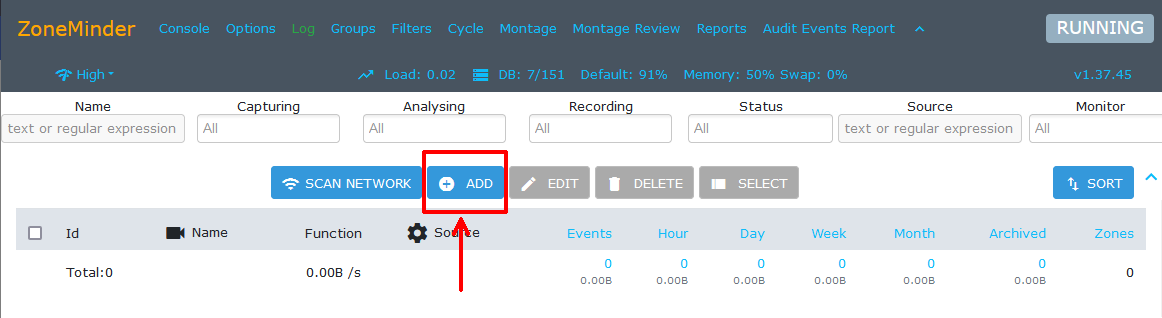 ZoneMinder Console Options Log Groups Filters Cycle Montage Montage Review Reports Audit Events Report RUNNING
High Load: 0.02 DB: 7/151 Default: 91% Memory: 50% Swap: 0% v1.37.45
Name Capturing Analysing Recording Status Source Monitor
text or regular expression All All All All text or regular expression All
SCAN NETWORK ADD EDIT DELETE SELECT SORT
Id Name Function Source Events Hour Day Week Month Archived Zones
Total:0 0.00B /s 0 0 0 0 0 0 0
0.00B 0.00B 0.00B 0.00B 0.00B 0.00B